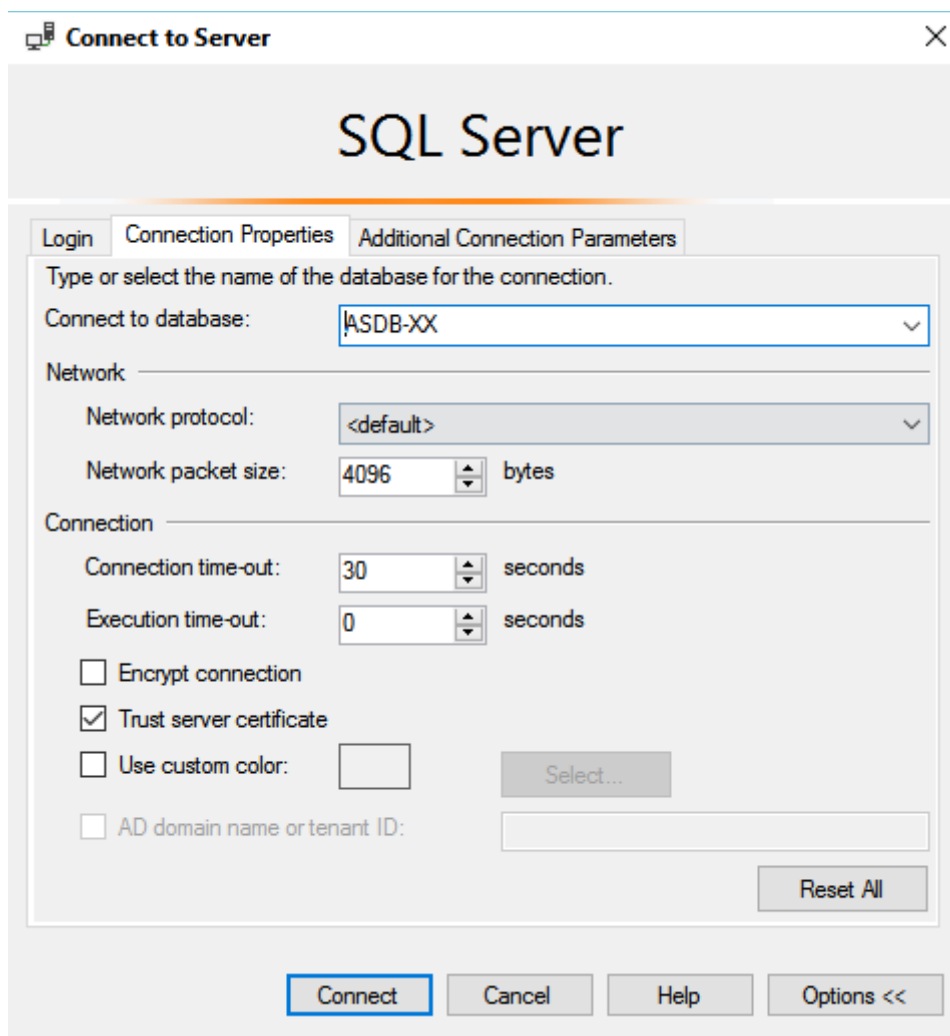 Connect to Server
SQL Server
Login Connection Properties Additional Connection Parameters
Type or select the name of the database for the connection.
Connect to database: ASDB-XX
Network
Network protocol: <default>
Network packet size: 4096 bytes
Connection
Connection time-out: 30 seconds
Execution time-out: 0 seconds
Encrypt connection
Trust server certificate
Use custom color: Select...
AD domain name or tenant ID:
Reset All
Connect Cancel Help Options <<